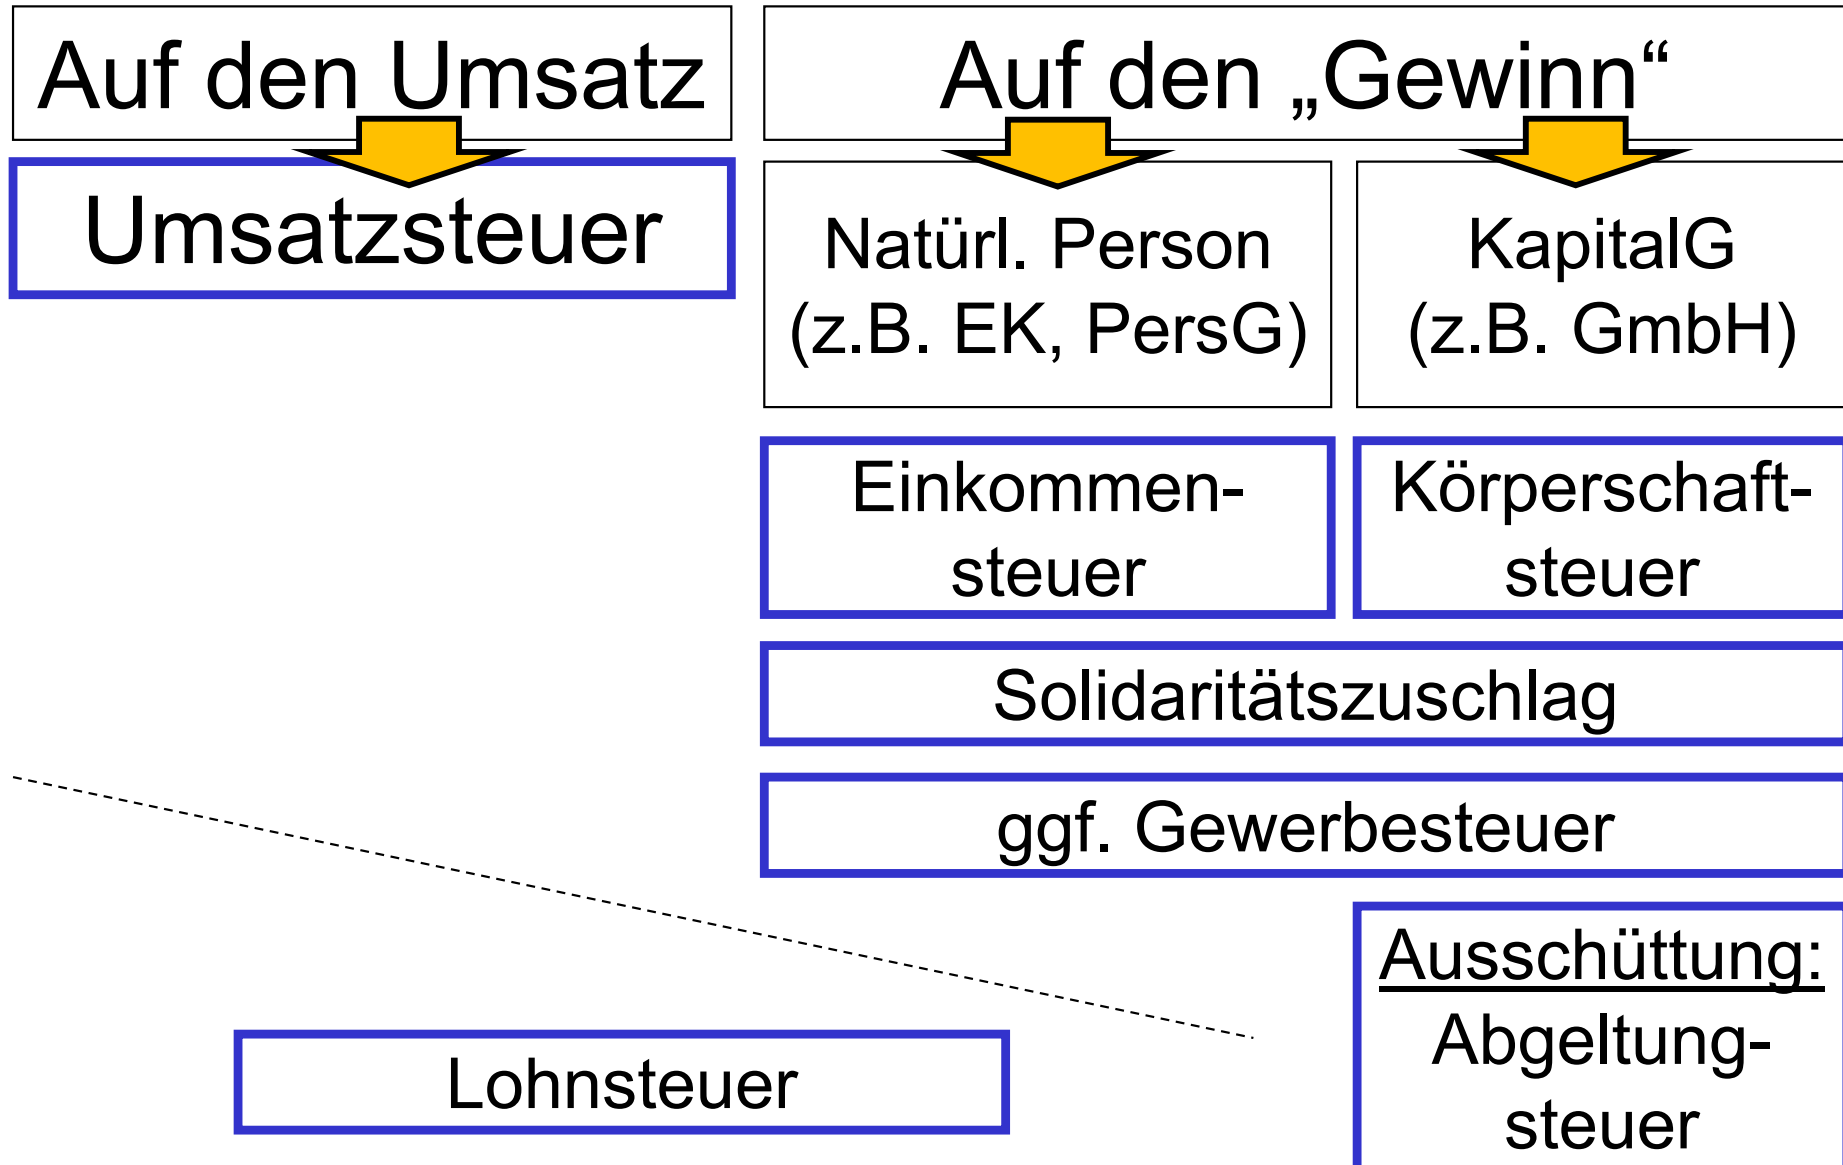 Auf den Umsatz
Umsatzsteuer
Auf den „Gewinn“
Natürl. Person
(z.B. EK, PersG)
KapitalG
(z.B. GmbH)
Einkommen-
steuer
Körperschaft-
steuer
Solidaritätszuschlag
ggf. Gewerbesteuer
Ausschüttung:
Abgeltung-
steuer
Lohnsteuer